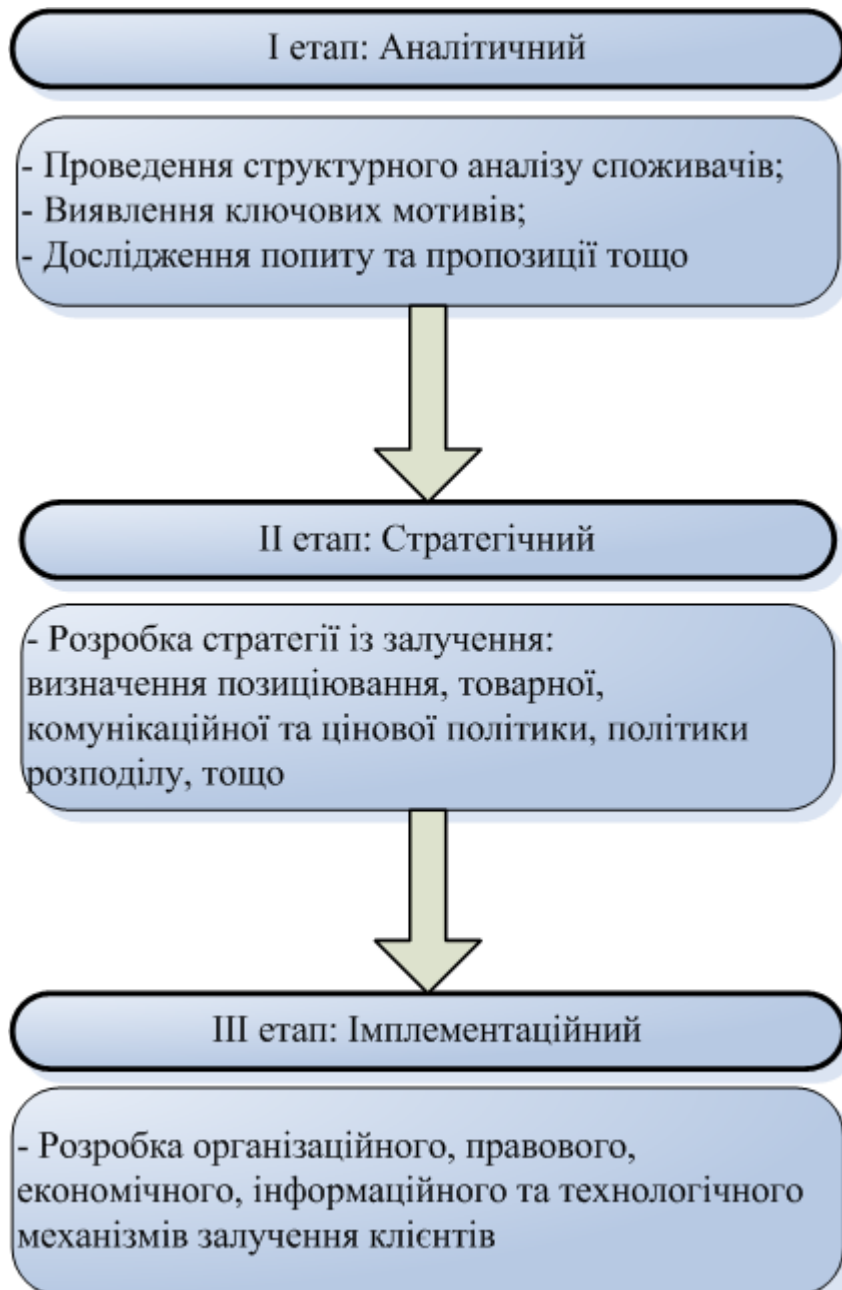 І етап: Аналітичний
- Проведення структурного аналізу споживачів;
- Виявлення ключових мотивів;
- Дослідження попиту та пропозиції тощо
ІІ етап: Стратегічний
- Розробка стратегії із залучення:
визначення позиціювання, товарної,
комунікаційної та цінової політики, політики
розподілу, тощо
ІІІ етап: Імплементаційний
- Розробка організаційного, правового,
економічного, інформаційного та технологічного
механізмів залучення клієнтів